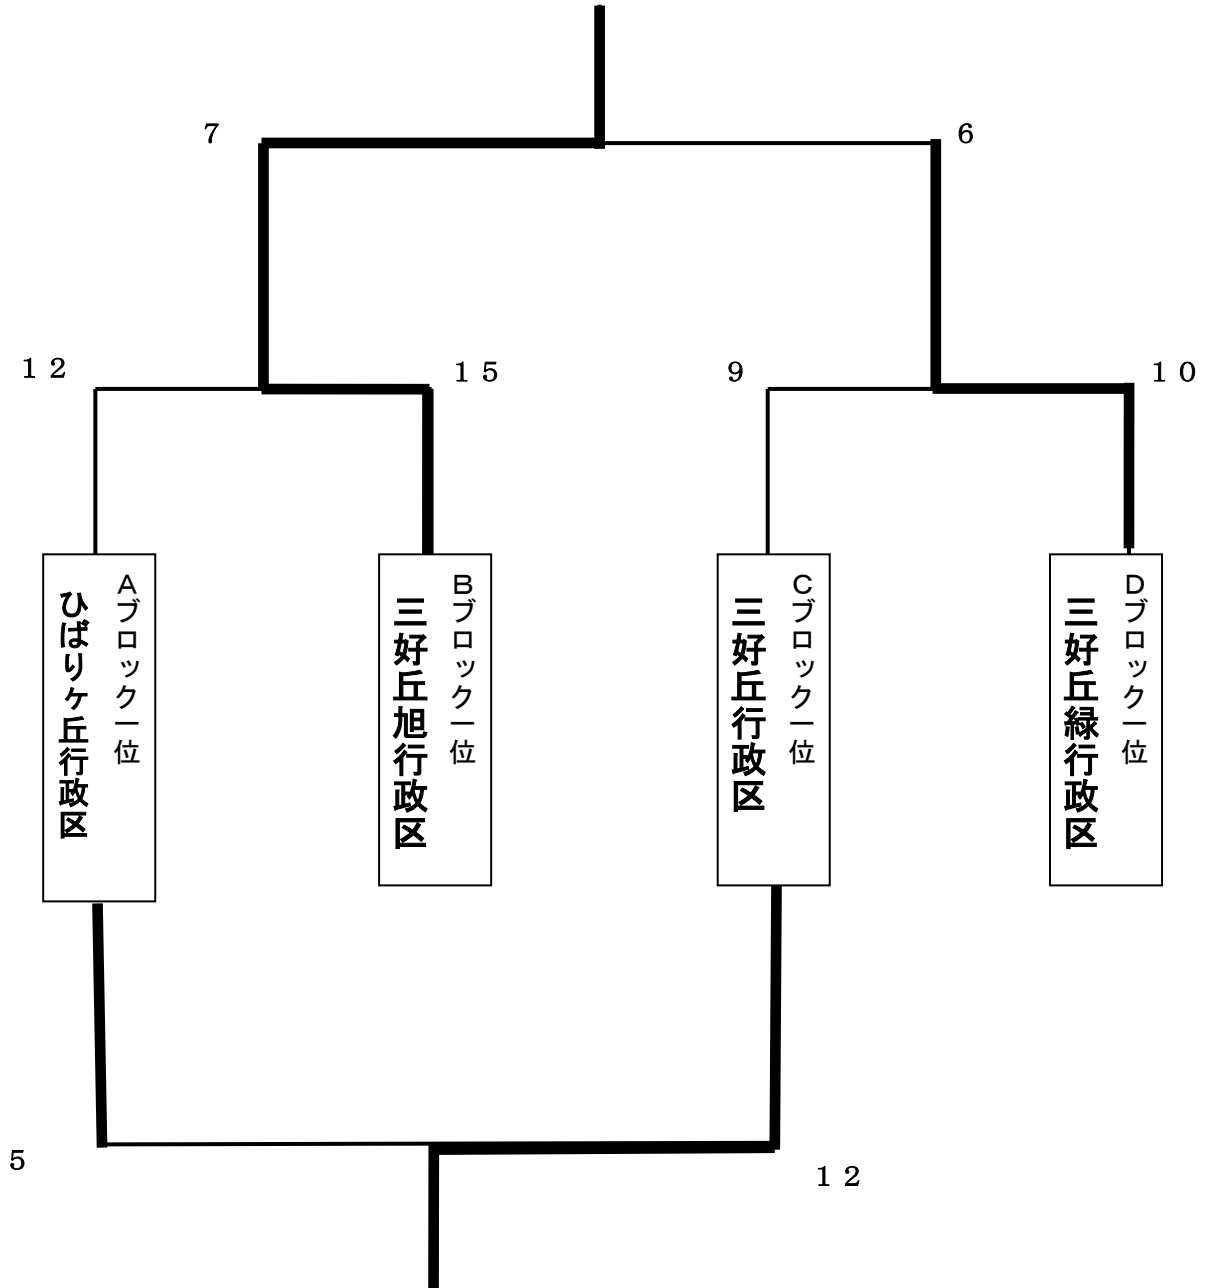 ７
６
１２
１５
９
１０
Ａブロック一位
ひばりヶ丘行政区
Ｂブロック一位
三好丘旭行政区
Ｃブロック一位
三好丘行政区
Ｄブロック一位
三好丘緑行政区
５
１２